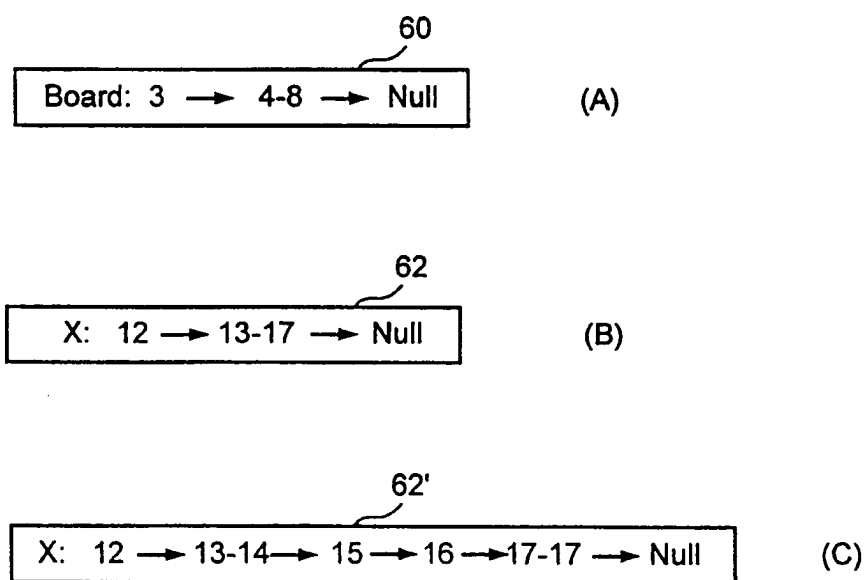 60
Board: 3 → 4-8 → Null (A)
62
X: 12 → 13-17 → Null (B)
62'
X: 12 → 13-14 → 15 → 16 → 17-17 → Null (C)